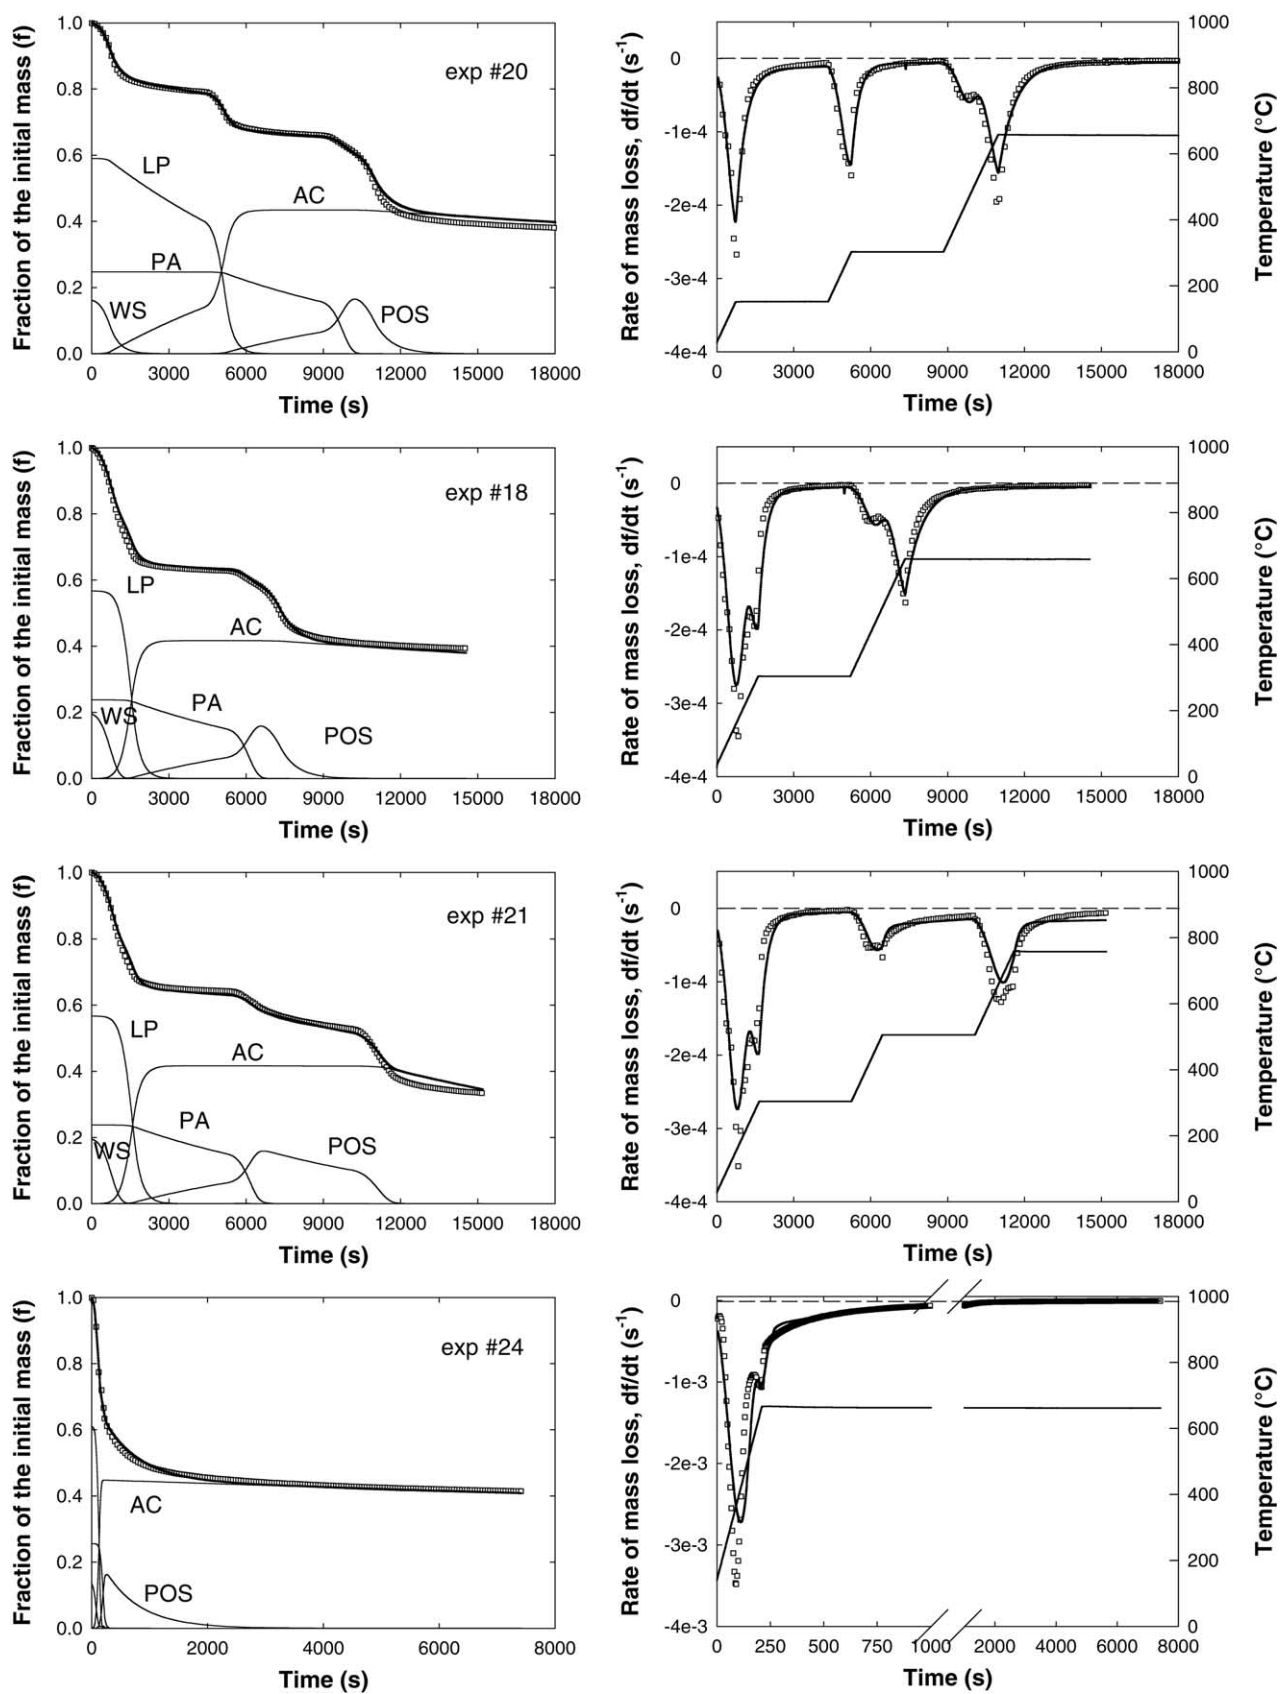 Fraction of the initial mass (f)
1.0
0.8
0.6
0.4
0.2
0.0
exp #20
LP
AC
PA
WS
POS
0 3000 6000 9000 12000 15000 18000
Time (s)
Rate of mass loss, df/dt (s-1)
0
-1e-4
-2e-4
-3e-4
-4e-4
1000
800
600
400
200
0
Temperature (°C)
0 3000 6000 9000 12000 15000 18000
Time (s)
Fraction of the initial mass (f)
1.0
0.8
0.6
0.4
0.2
0.0
exp #18
LP
AC
PA
WS
POS
0 3000 6000 9000 12000 15000 18000
Time (s)
Rate of mass loss, df/dt (s-1)
0
-1e-4
-2e-4
-3e-4
-4e-4
1000
800
600
400
200
0
Temperature (°C)
0 3000 6000 9000 12000 15000 18000
Time (s)
Fraction of the initial mass (f)
1.0
0.8
0.6
0.4
0.2
0.0
exp #21
LP
AC
PA
WS
POS
0 3000 6000 9000 12000 15000 18000
Time (s)
Rate of mass loss, df/dt (s-1)
0
-1e-4
-2e-4
-3e-4
-4e-4
1000
800
600
400
200
0
Temperature (°C)
0 3000 6000 9000 12000 15000 18000
Time (s)
Fraction of the initial mass (f)
1.0
0.8
0.6
0.4
0.2
0.0
exp #24
AC
POS
0 2000 4000 6000 8000
Time (s)
Rate of mass loss, df/dt (s-1)
0
-1e-3
-2e-3
-3e-3
-4e-3
1000
800
600
400
200
0
Temperature (°C)
0 250 500 750 1000 2000 4000 6000 8000
Time (s)